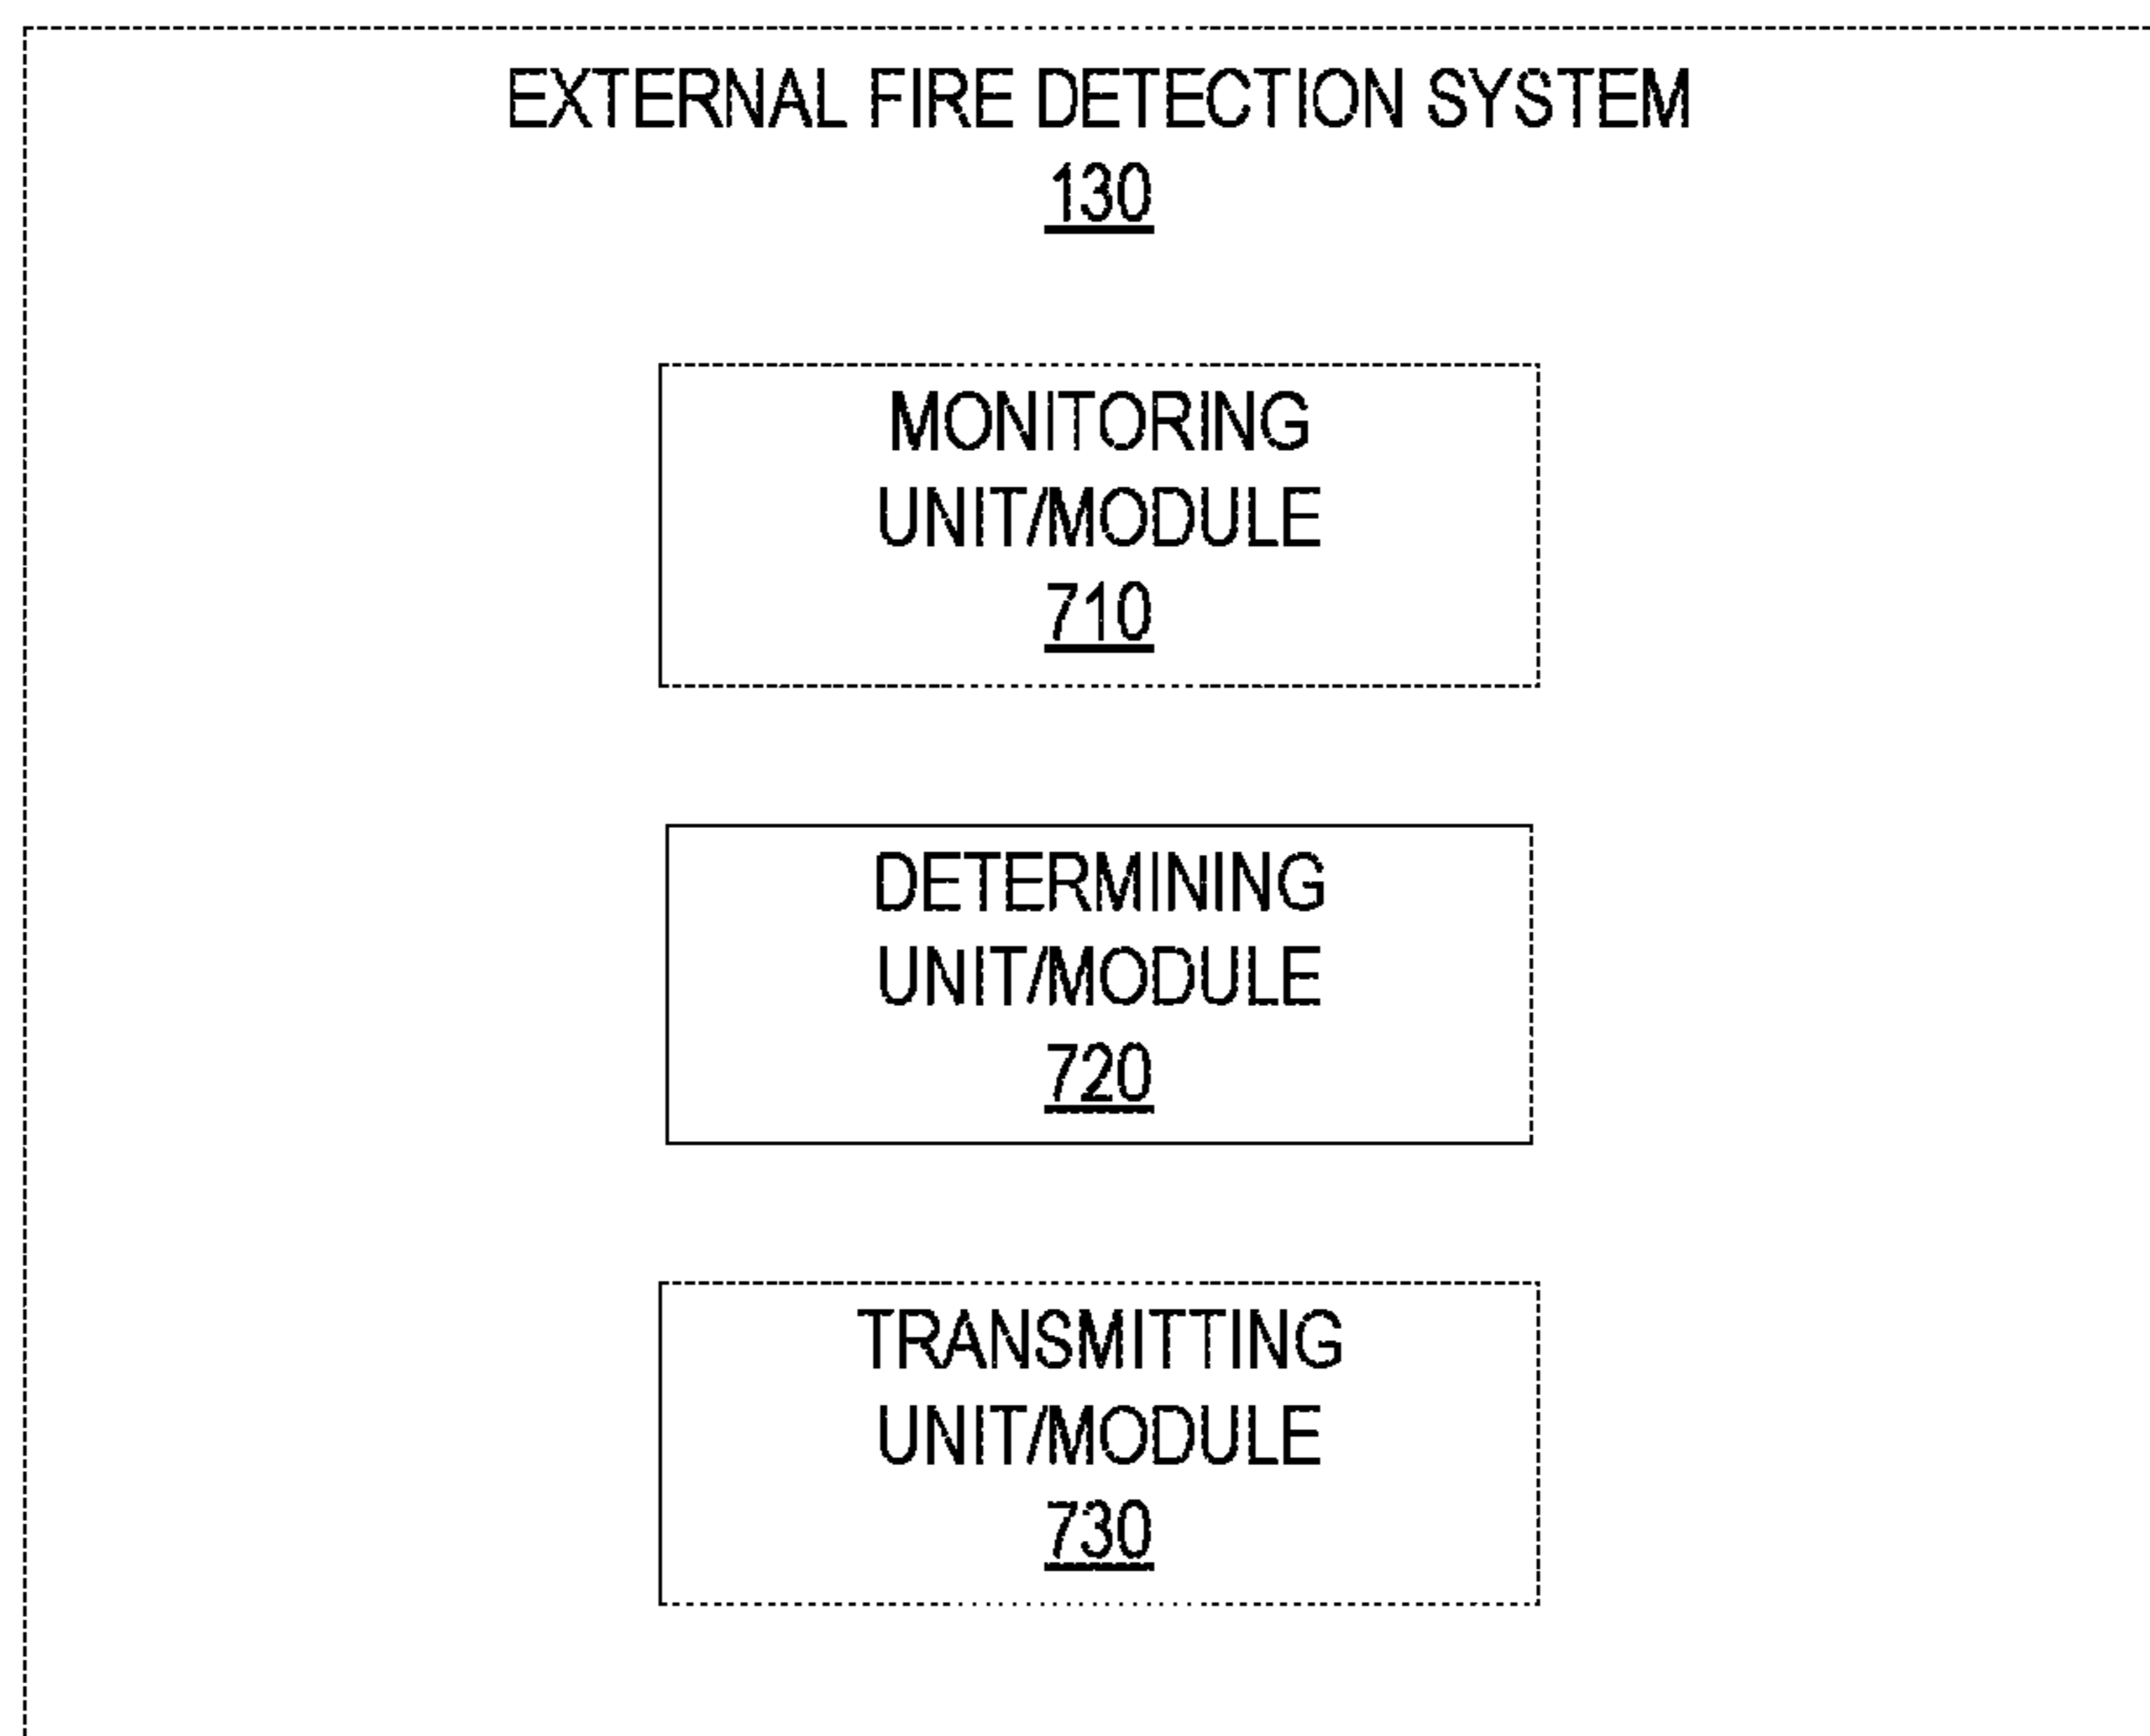 EXTERNAL FIRE DETECTION SYSTEM
130
MONITORING
UNIT/MODULE
710
DETERMINING
UNIT/MODULE
720
TRANSMITTING
UNIT/MODULE
730